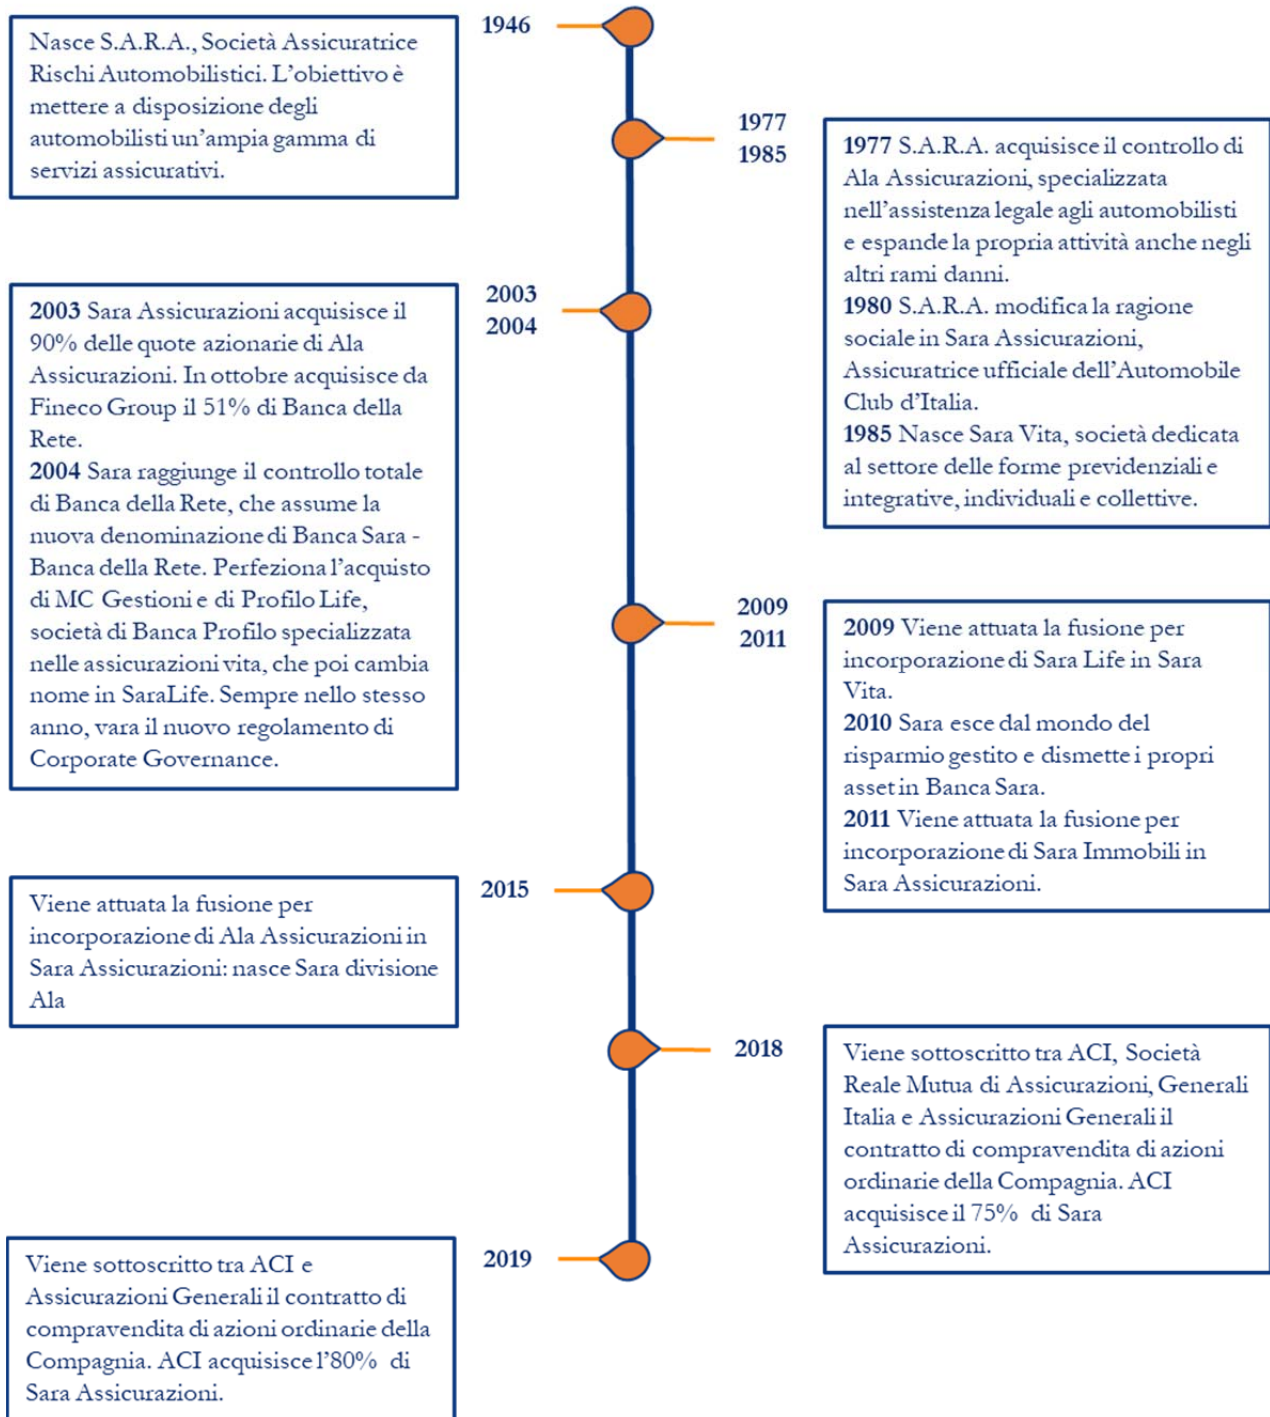 1946
Nasce S.A.R.A., Società Assicuratrice
Rischi Automobilistici. L'obiettivo è
mettere a disposizione degli
automobilisti un'ampia gamma di
servizi assicurativi.
1977
1985
1977 S.A.R.A. acquisisce il controllo di
Ala Assicurazioni, specializzata
nell'assistenza legale agli automobilisti
e espande la propria attività anche negli
altri rami danni.
1980 S.A.R.A. modifica la ragione
sociale in Sara Assicurazioni,
Assicuratrice ufficiale dell'Automobile
Club d'Italia.
1985 Nasce Sara Vita, società dedicata
al settore delle forme previdenziali e
integrative, individuali e collettive.
2003
2004
2003 Sara Assicurazioni acquisisce il
90% delle quote azionarie di Ala
Assicurazioni. In ottobre acquisisce da
Fineco Group il 51% di Banca della
Rete.
2004 Sara raggiunge il controllo totale
di Banca della Rete, che assume la
nuova denominazione di Banca Sara -
Banca della Rete. Perfeziona l'acquisto
di MC Gestioni e di Profilo Life,
società di Banca Profilo specializzata
nelle assicurazioni vita, che poi cambia
nome in SaraLife. Sempre nello stesso
anno, vara il nuovo regolamento di
Corporate Governance.
2009
2011
2009 Viene attuata la fusione per
incorporazione di Sara Life in Sara
Vita.
2010 Sara esce dal mondo del
risparmio gestito e dismette i propri
asset in Banca Sara.
2011 Viene attuata la fusione per
incorporazione di Sara Immobili in
Sara Assicurazioni.
2015
Viene attuata la fusione per
incorporazione di Ala Assicurazioni in
Sara Assicurazioni: nasce Sara divisione
Ala
2018
Viene sottoscritto tra ACI, Società
Reale Mutua di Assicurazioni, Generali
Italia e Assicurazioni Generali il
contratto di compravendita di azioni
ordinarie della Compagnia. ACI
acquisisce il 75% di Sara
Assicurazioni.
2019
Viene sottoscritto tra ACI e
Assicurazioni Generali il contratto di
compravendita di azioni ordinarie della
Compagnia. ACI acquisisce l'80% di
Sara Assicurazioni.